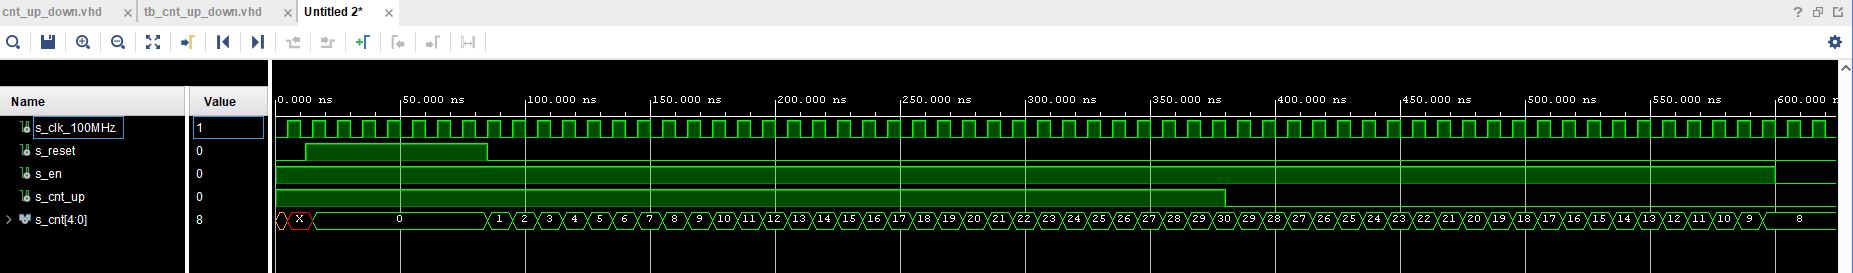 cnt_up_down.vhd × tb_cnt_up_down.vhd × Untitled 2* ×
?
Name Value
0.000 ns 50.000 ns 100.000 ns 150.000 ns 200.000 ns 250.000 ns 300.000 ns 350.000 ns 400.000 ns 450.000 ns 500.000 ns 550.000 ns 600.000 n
s_clk_100MHz 1
s_reset 0
s_en 0
s_cnt_up 0
s_cnt[4:0] 8 X 0 1 2 3 4 5 6 7 8 9 10 11 12 13 14 15 16 17 18 19 20 21 22 23 24 25 26 27 28 29 30 29 28 27 26 25 24 23 22 21 20 19 18 17 16 15 14 13 12 11 10 9 8